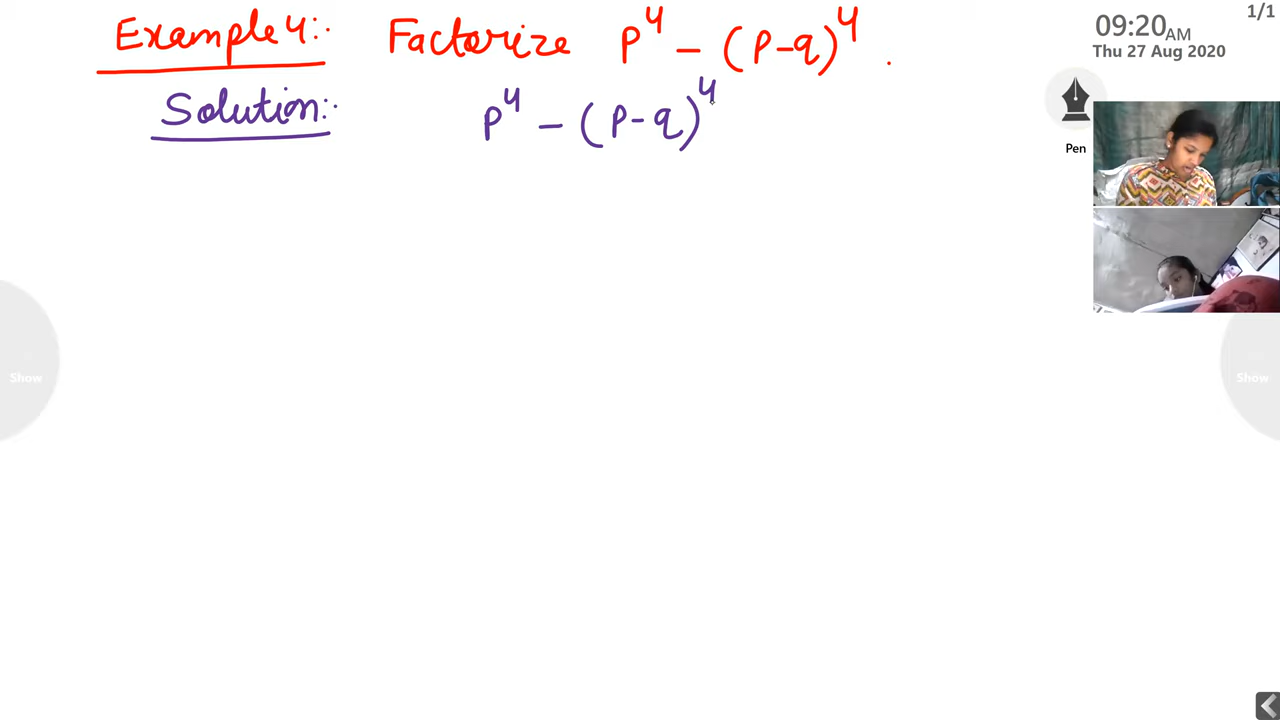 Example 4:. Factorize P⁴ - (P-q)⁴ .
Solution:. P⁴ - (P-q)⁴
1/1
09:20AM
Thu 27 Aug 2020
Pen
Show
Show